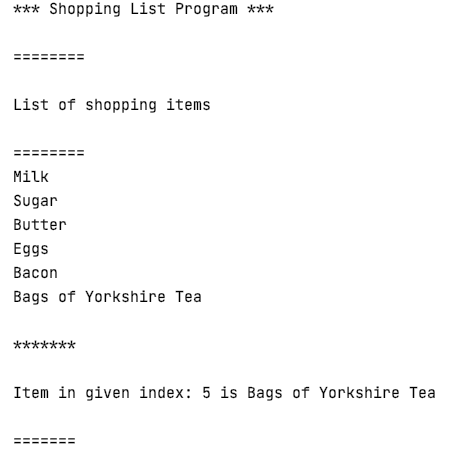 *** Shopping List Program ***
========
List of shopping items
========
Milk
Sugar
Butter
Eggs
Bacon
Bags of Yorkshire Tea
*******
Item in given index: 5 is Bags of Yorkshire Tea
=======